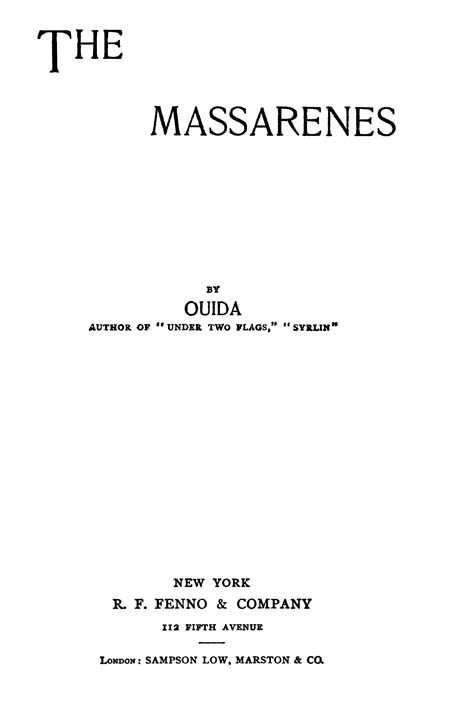 THE
MASSARENES
BY
OUIDA
AUTHOR OF “UNDER TWO FLAGS,” “SYRLIN”
NEW YORK
R. F. FENNO & COMPANY
112 FIFTH AVENUE
LONDON: SAMPSON LOW, MARSTON & CO.